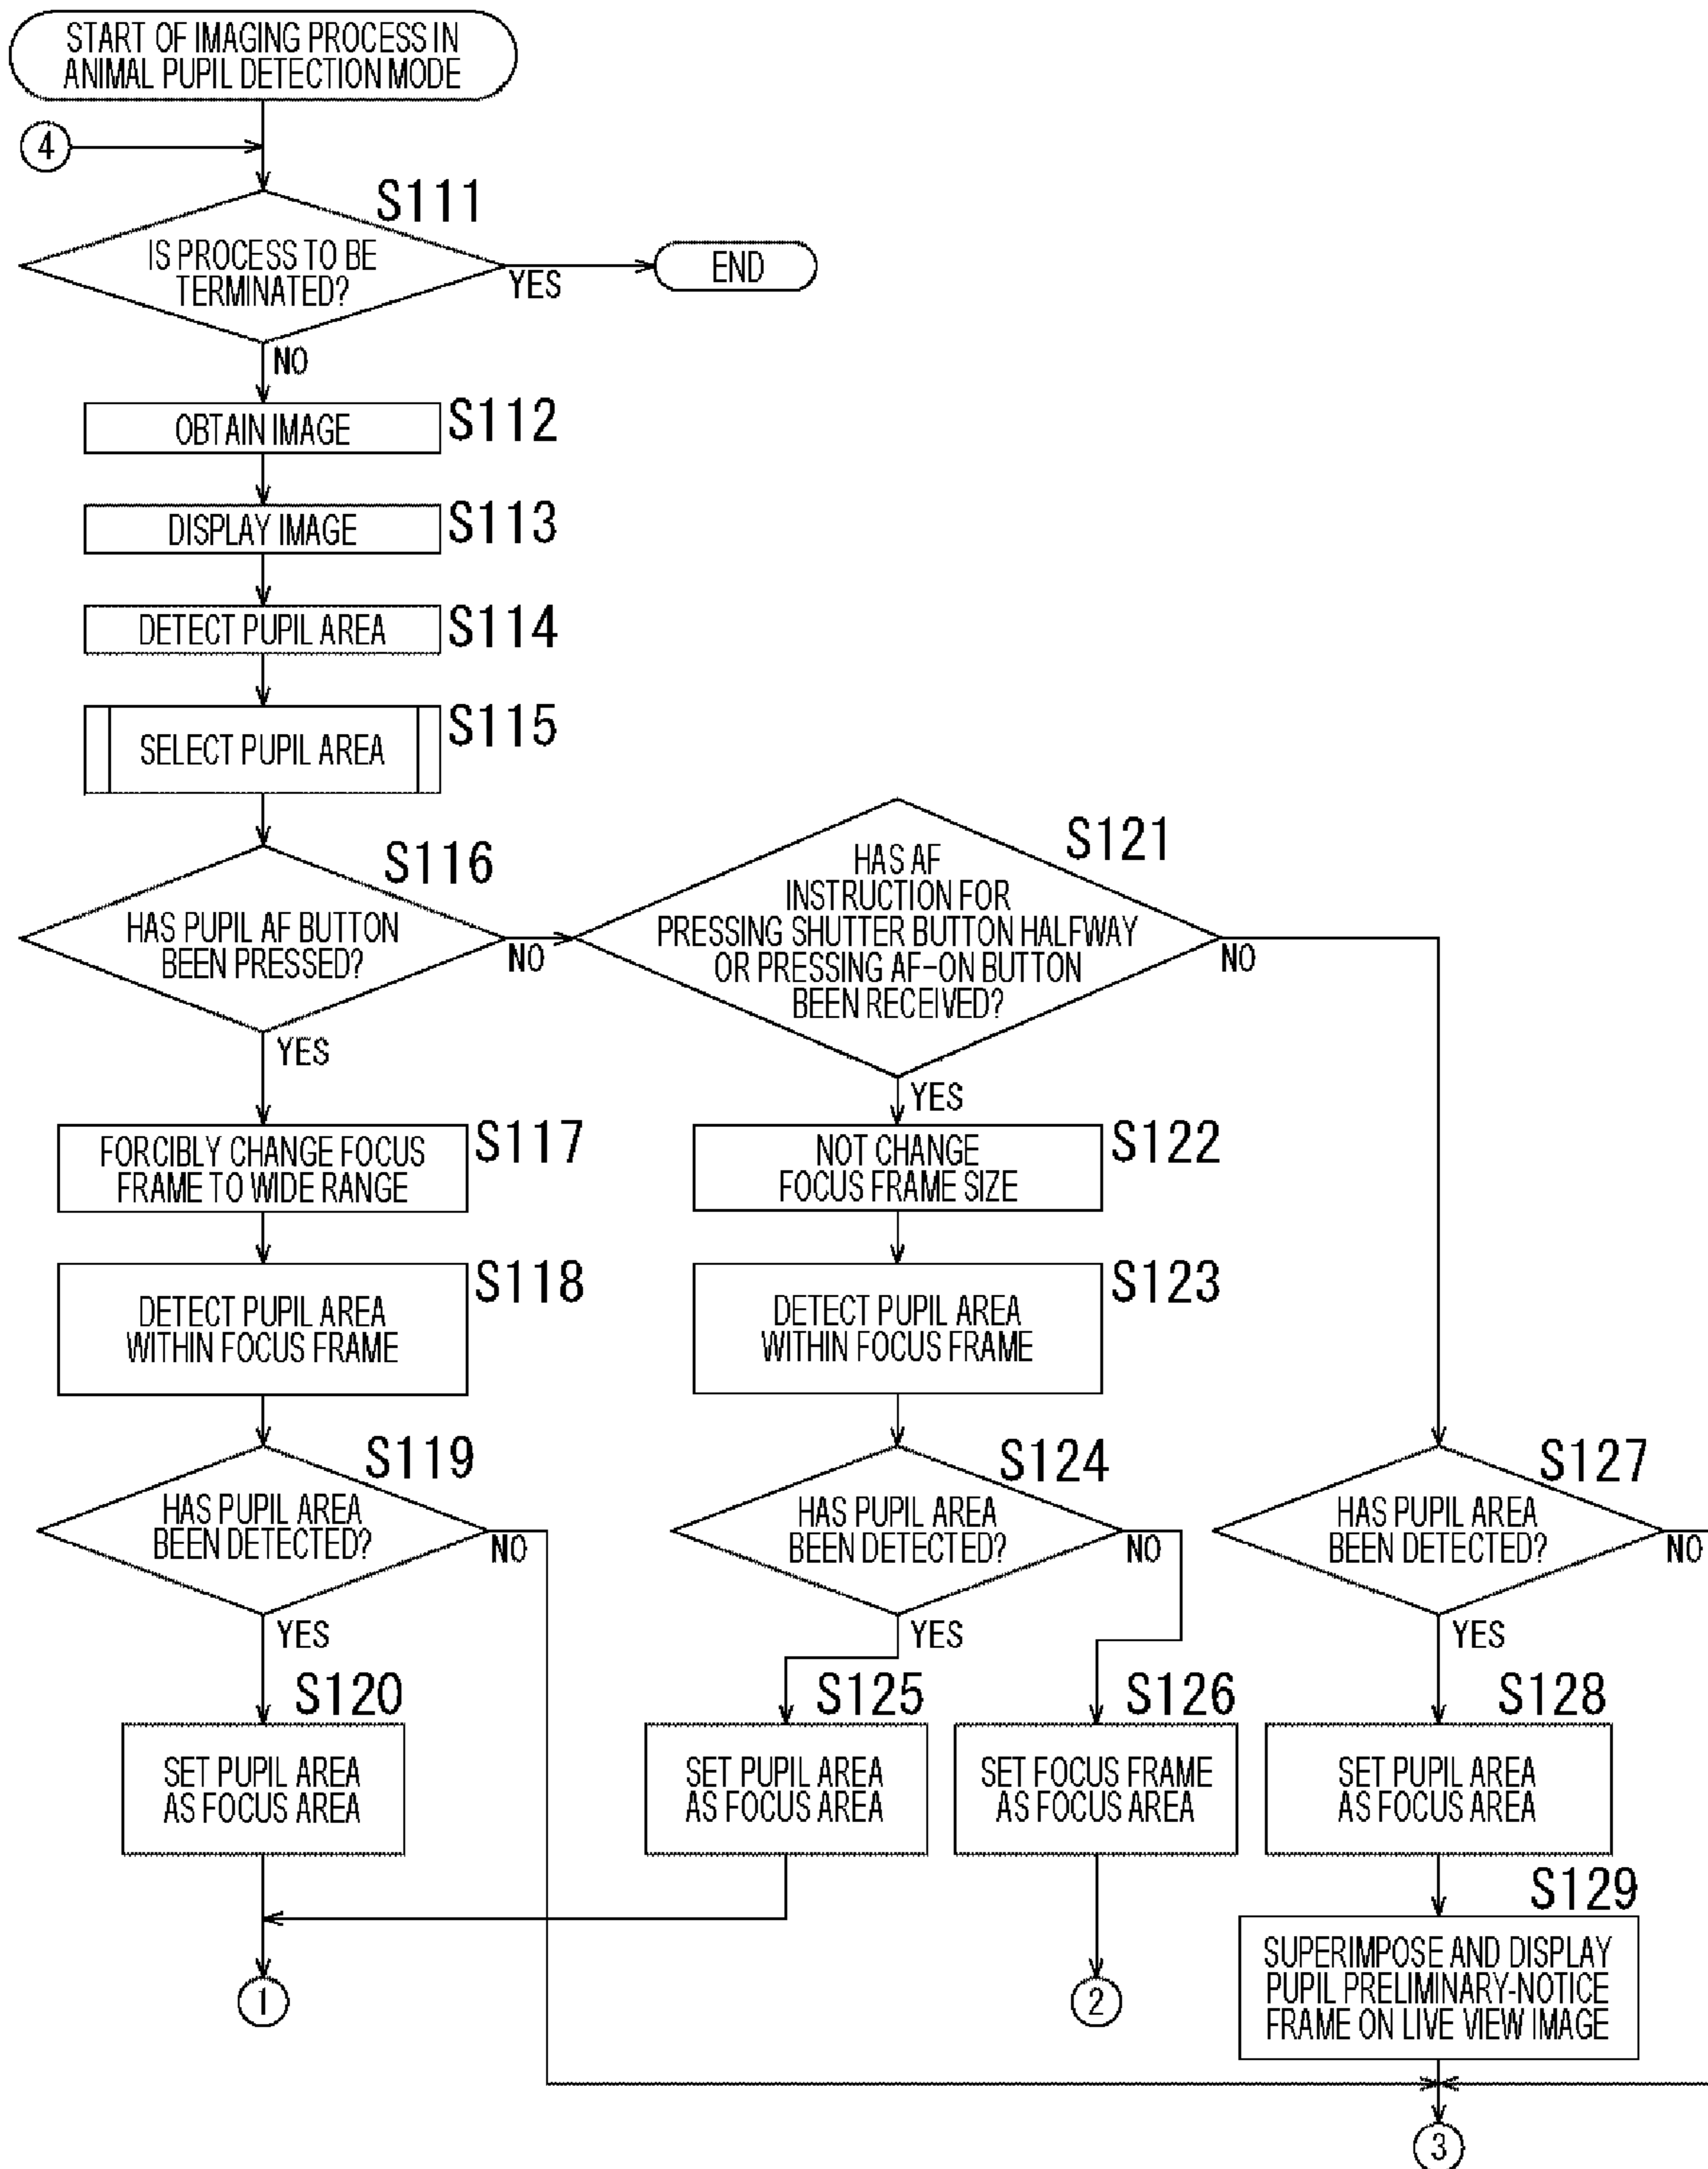 START OF IMAGING PROCESS IN
ANIMAL PUPIL DETECTION MODE
4
S111
IS PROCESS TO BE
TERMINATED?
YES
END
NO
OBTAIN IMAGE
S112
DISPLAY IMAGE
S113
DETECT PUPIL AREA
S114
SELECT PUPIL AREA
S115
S116
HAS PUPIL AF BUTTON
BEEN PRESSED?
NO
YES
S121
HAS AF
INSTRUCTION FOR
PRESSING SHUTTER BUTTON HALFWAY
OR PRESSING AF-ON BUTTON
BEEN RECEIVED?
NO
YES
FORCIBLY CHANGE FOCUS
FRAME TO WIDE RANGE
S117
NOT CHANGE
FOCUS FRAME SIZE
S122
DETECT PUPIL AREA
WITHIN FOCUS FRAME
S118
DETECT PUPIL AREA
WITHIN FOCUS FRAME
S123
S119
HAS PUPIL AREA
BEEN DETECTED?
NO
YES
S124
HAS PUPIL AREA
BEEN DETECTED?
NO
YES
S127
HAS PUPIL AREA
BEEN DETECTED?
NO
YES
S120
SET PUPIL AREA
AS FOCUS AREA
S125
SET PUPIL AREA
AS FOCUS AREA
S126
SET FOCUS FRAME
AS FOCUS AREA
S128
SET PUPIL AREA
AS FOCUS AREA
S129
SUPERIMPOSE AND DISPLAY
PUPIL PRELIMINARY-NOTICE
FRAME ON LIVE VIEW IMAGE
1
2
3